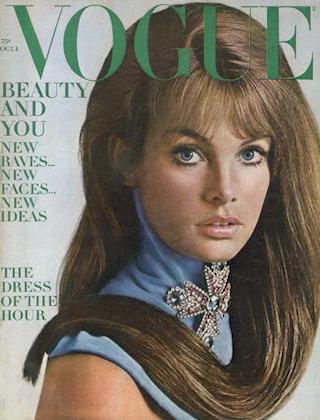 VOGUE
75¢
OCT. 1
BEAUTY
AND
YOU
NEW
RAVES...
NEW
FACES...
NEW
IDEAS
THE
DRESS
OF THE
HOUR